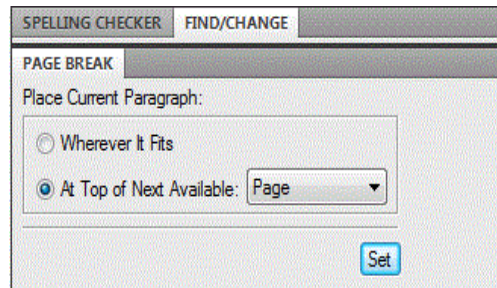 SPELLING CHECKER FIND/CHANGE
PAGE BREAK
Place Current Paragraph:
Wherever It Fits
At Top of Next Available: Page
Set